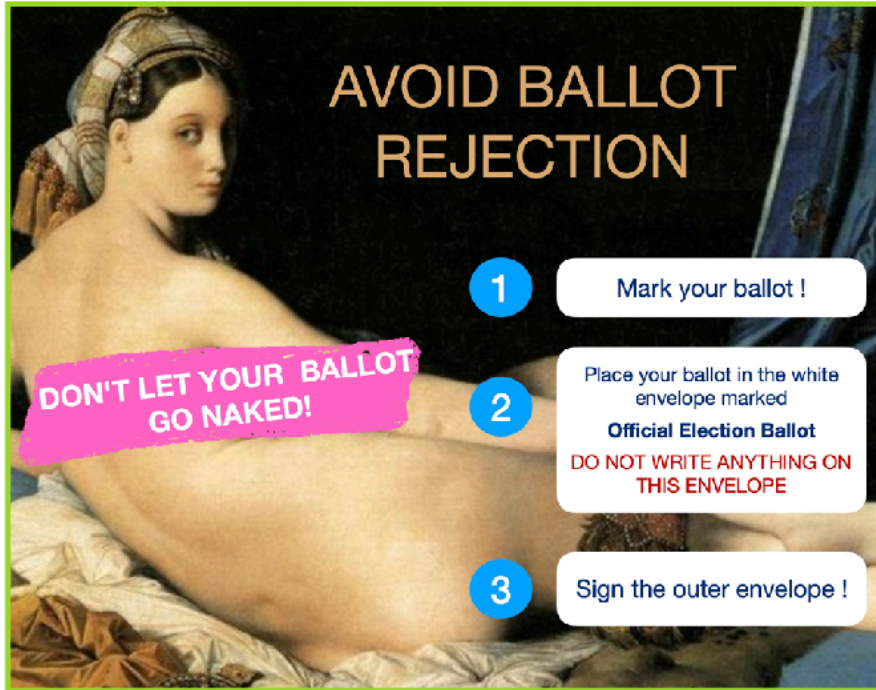 AVOID BALLOT
REJECTION
DON'T LET YOUR BALLOT
GO NAKED!
1
Mark your ballot !
2
Place your ballot in the white
envelope marked
Official Election Ballot
DO NOT WRITE ANYTHING ON
THIS ENVELOPE
3
Sign the outer envelope !